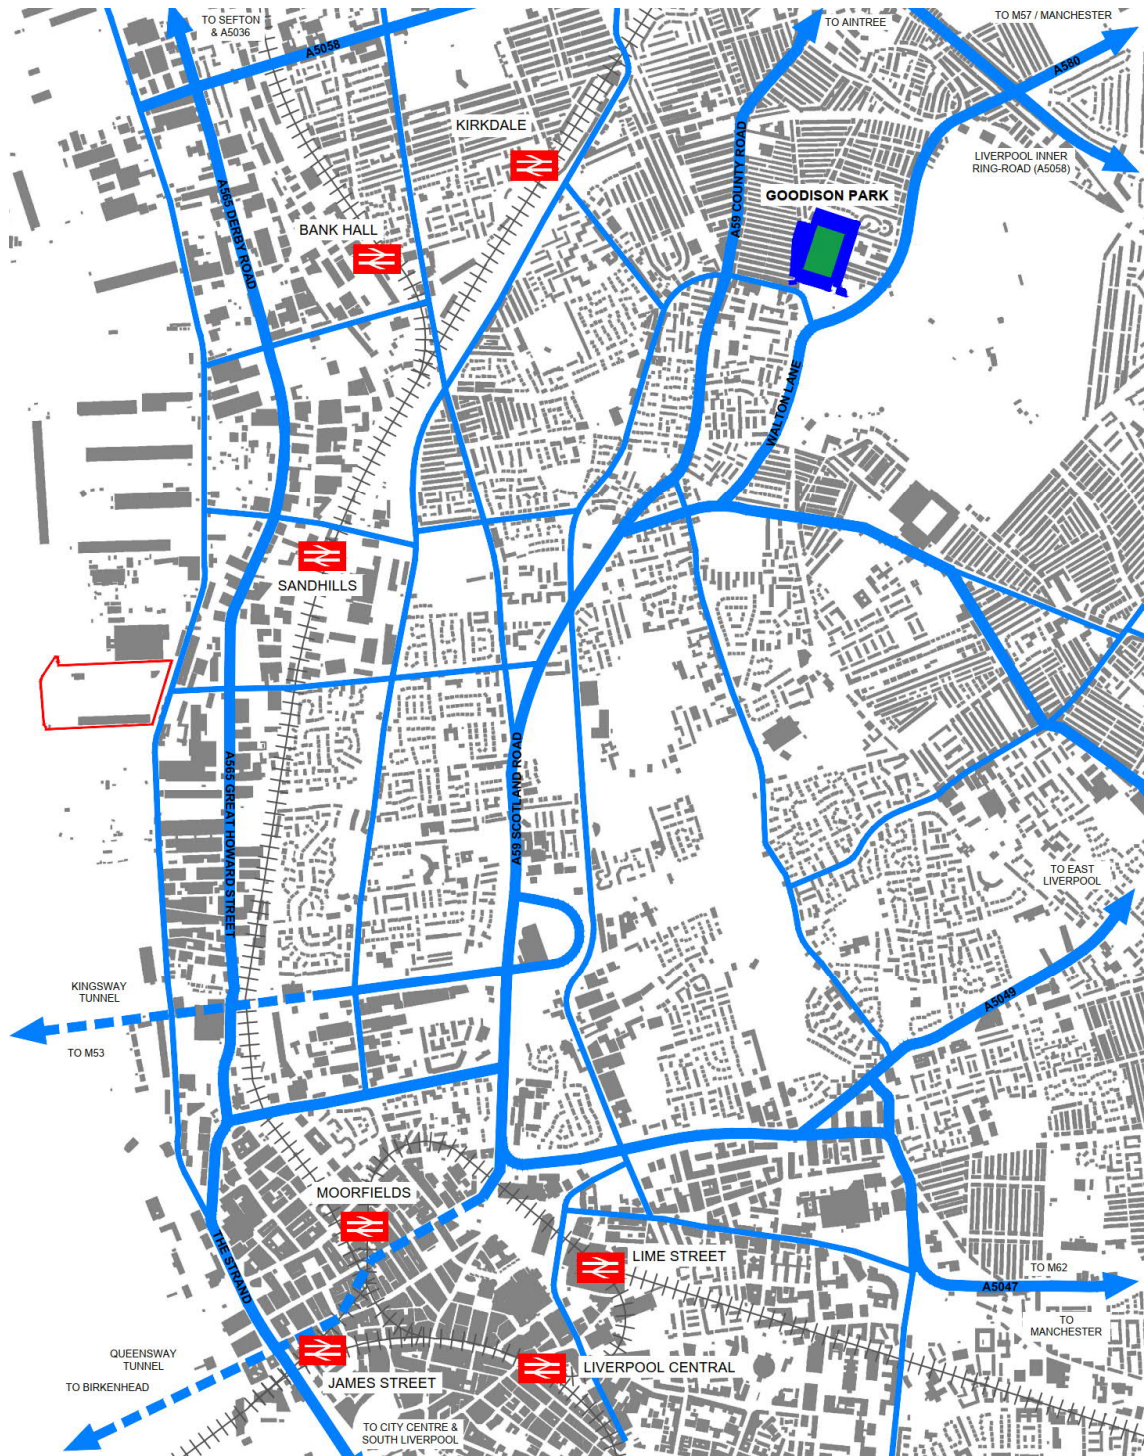 TO SEFTON
& A5036
A5058
TO AINTREE
TO M57 / MANCHESTER
A580
KIRKDALE
LIVERPOOL INNER
RING-ROAD (A5058)
A59 COUNTY ROAD
GOODISON PARK
A565 DERBY ROAD
BANK HALL
WALTON LANE
SANDHILLS
A565 GREAT HOWARD STREET
A59 SCOTLAND ROAD
TO EAST
LIVERPOOL
KINGSWAY
TUNNEL
A5049
TO M53
MOORFIELDS
THE STRAND
LIME STREET
TO M62
A5047
TO
MANCHESTER
QUEENSWAY
TUNNEL
LIVERPOOL CENTRAL
TO BIRKENHEAD
JAMES STREET
TO CITY CENTRE &
SOUTH LIVERPOOL